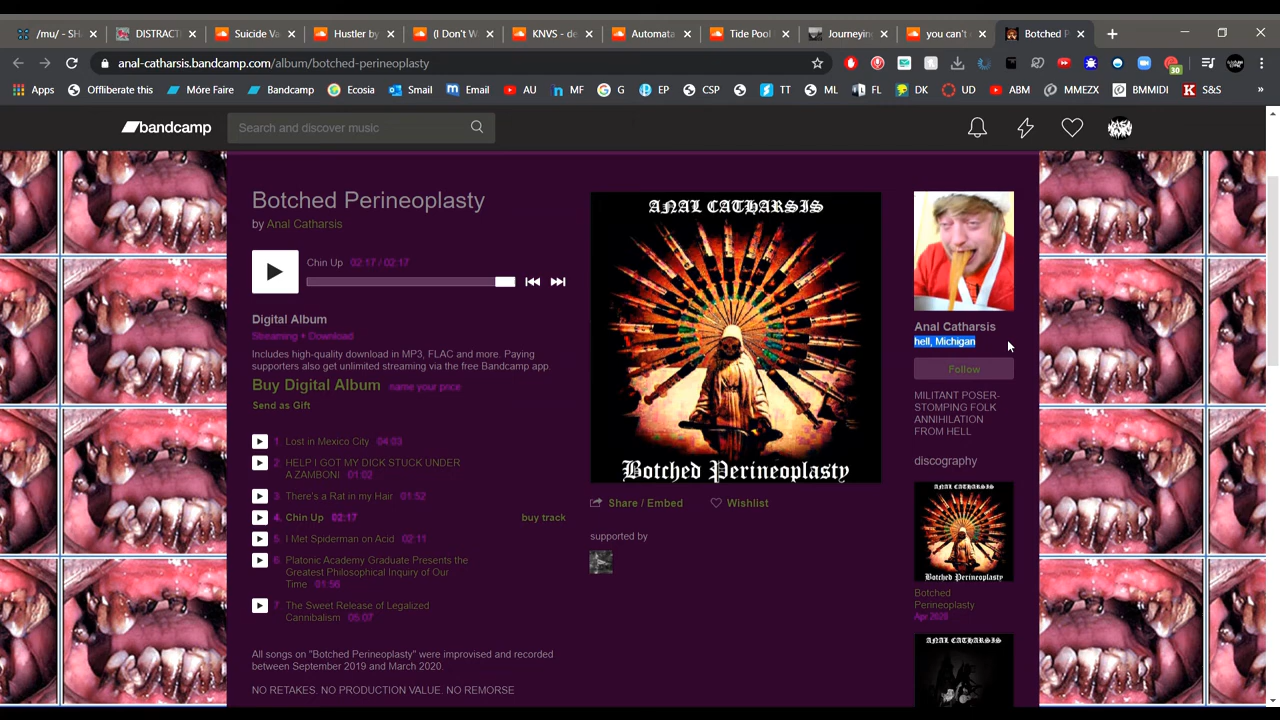 /mu/ - SH
DISTRACTI
Suicide Va
Hustler by
(I Don't W
KNVS - de
Automata
Tide Pool
Journeying
you can't
Botched P
anal-catharsis.bandcamp.com/album/botched-perineoplasty
30
Apps
Offliberate this
Móre Faire
Bandcamp
Ecosia
Smail
Email
AU
MF
G
EP
CSP
TT
ML
FL
DK
UD
ABM
MMEZX
BMMIDI
S&S
»
bandcamp
Search and discover music
Botched Perineoplasty
by Anal Catharsis
Chin Up 02:17 / 02:17
Digital Album
Streaming + Download
Includes high-quality download in MP3, FLAC and more. Paying
supporters also get unlimited streaming via the free Bandcamp app.
Buy Digital Album name your price
Send as Gift
1. Lost in Mexico City 04:03
2. HELP I GOT MY DICK STUCK UNDER
A ZAMBONI 01:02
3. There's a Rat in my Hair 01:52
4. Chin Up 02:17 buy track
5. I Met Spiderman on Acid 02:11
6. Platonic Academy Graduate Presents the
Greatest Philosophical Inquiry of Our
Time 01:56
7. The Sweet Release of Legalized
Cannibalism 05:07
All songs on "Botched Perineoplasty" were improvised and recorded
between September 2019 and March 2020.
NO RETAKES. NO PRODUCTION VALUE. NO REMORSE
ANAL CATHARSIS
Botched Perineoplasty
Share / Embed
Wishlist
supported by
Anal Catharsis
hell, Michigan
Follow
MILITANT POSER-
STOMPING FOLK
ANNIHILATION
FROM HELL
discography
ANAL CATHARSIS
Botched Perineoplasty
Botched
Perineoplasty
Apr 2020
ANAL CATHARSIS